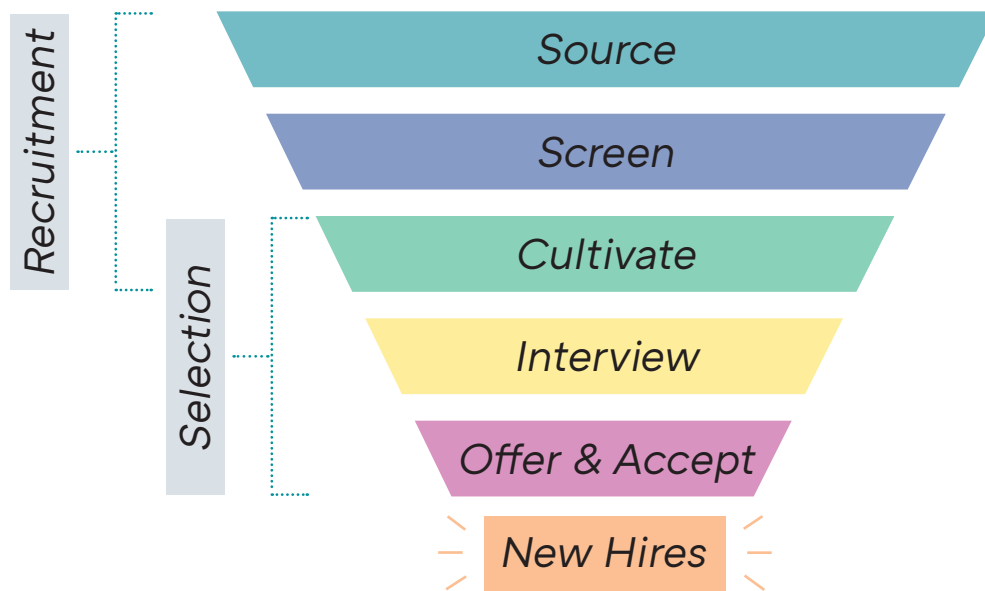 Recruitment
Source
Screen
Selection
Cultivate
Interview
Offer & Accept
New Hires